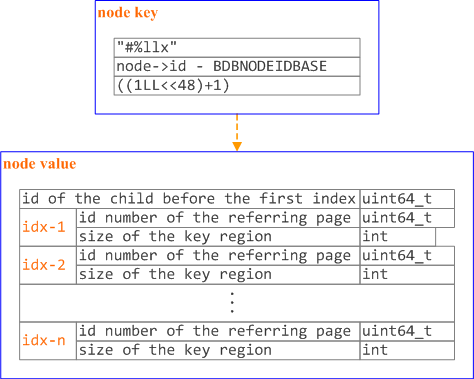 node key
"#%llx"
node->id - BDBNODEIDBASE
((1LL<<48)+1)
node value
id of the child before the first index uint64_t
idx-1
id number of the referring page uint64_t
size of the key region int
idx-2
id number of the referring page uint64_t
size of the key region int
idx-n
id number of the referring page uint64_t
size of the key region int